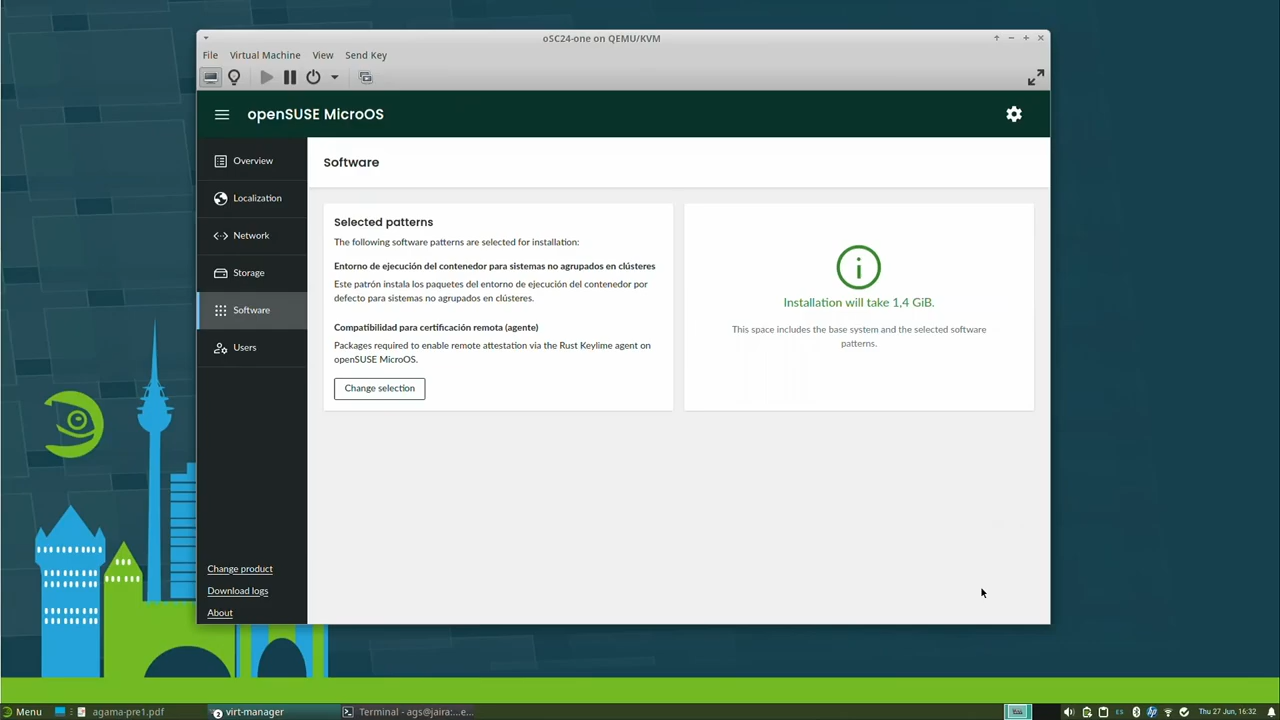 oSC24-one on QEMU/KVM
File Virtual Machine View Send Key
openSUSE MicroOS
Overview
Localization
Network
Storage
Software
Users
Change product
Download logs
About
Software
Selected patterns
The following software patterns are selected for installation:
Entorno de ejecución del contenedor para sistemas no agrupados en clústeres
Este patrón instala los paquetes del entorno de ejecución del contenedor por
defecto para sistemas no agrupados en clústeres.
Compatibilidad para certificación remota (agente)
Packages required to enable remote attestation via the Rust Keylime agent on
openSUSE MicroOS.
Change selection
Installation will take 1,4 GiB.
This space includes the base system and the selected software
patterns.
Menu agama-pre1.pdf 2 virt-manager Terminal - ags@jaira:...e... ES Thu 27 Jun, 16:32